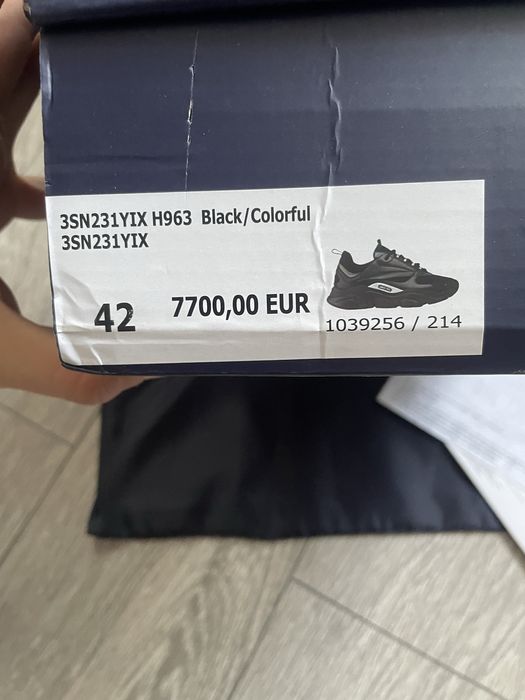 3SN231YIX H963 Black/Colorful
3SN231YIX
42 7700,00 EUR
1039256 / 214